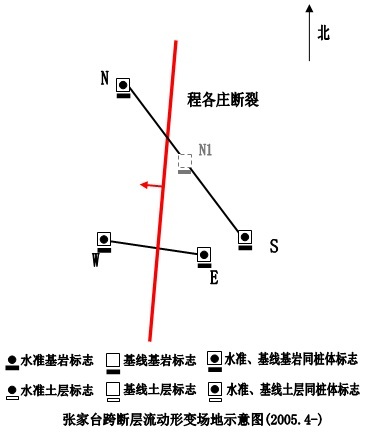 北
N
程各庄断裂
N1
W
S
E
水准基岩标志 基线基岩标志 水准、基线基岩同桩体标志
水准土层标志 基线土层标志 水准、基线土层同桩体标志
张家台跨断层流动形变场地示意图(2005.4-)